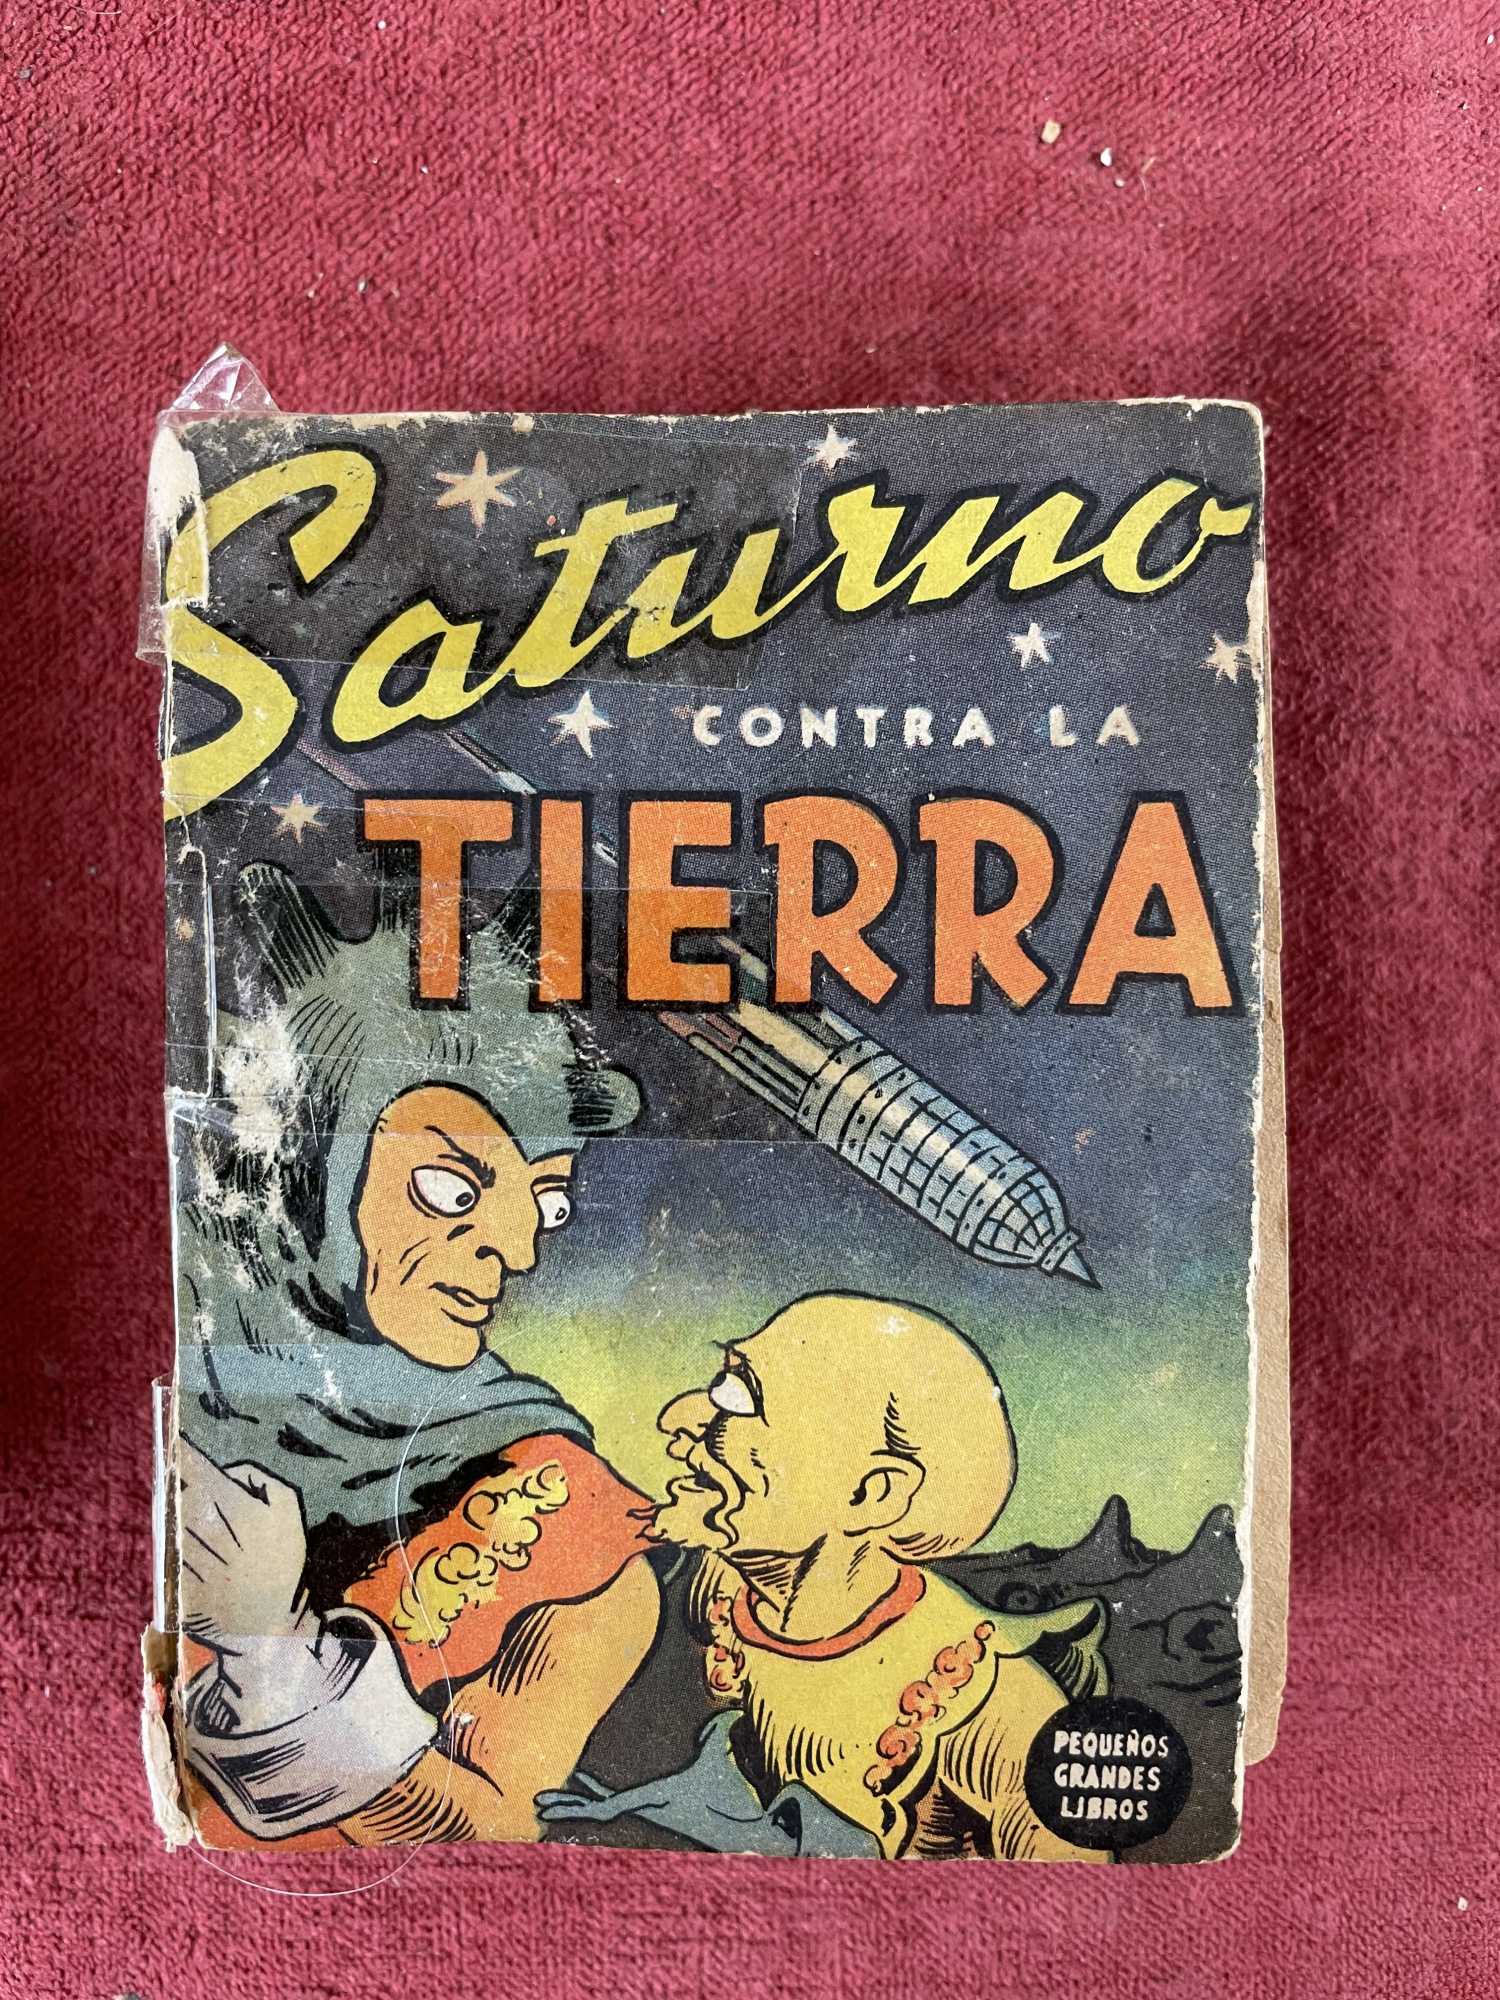 Saturno
CONTRA LA
TIERRA
PEQUEÑOS
GRANDES
LIBROS